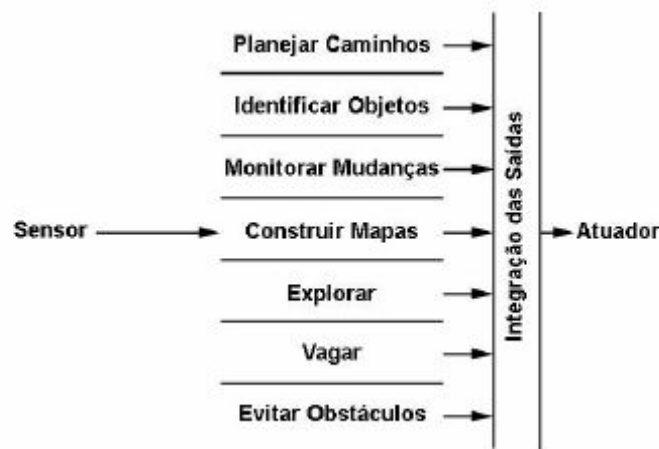 Planejar Caminhos
Identificar Objetos
Monitorar Mudanças
Sensor
Construir Mapas
Explorar
Vagar
Evitar Obstáculos
Integração das Saídas
Atuador